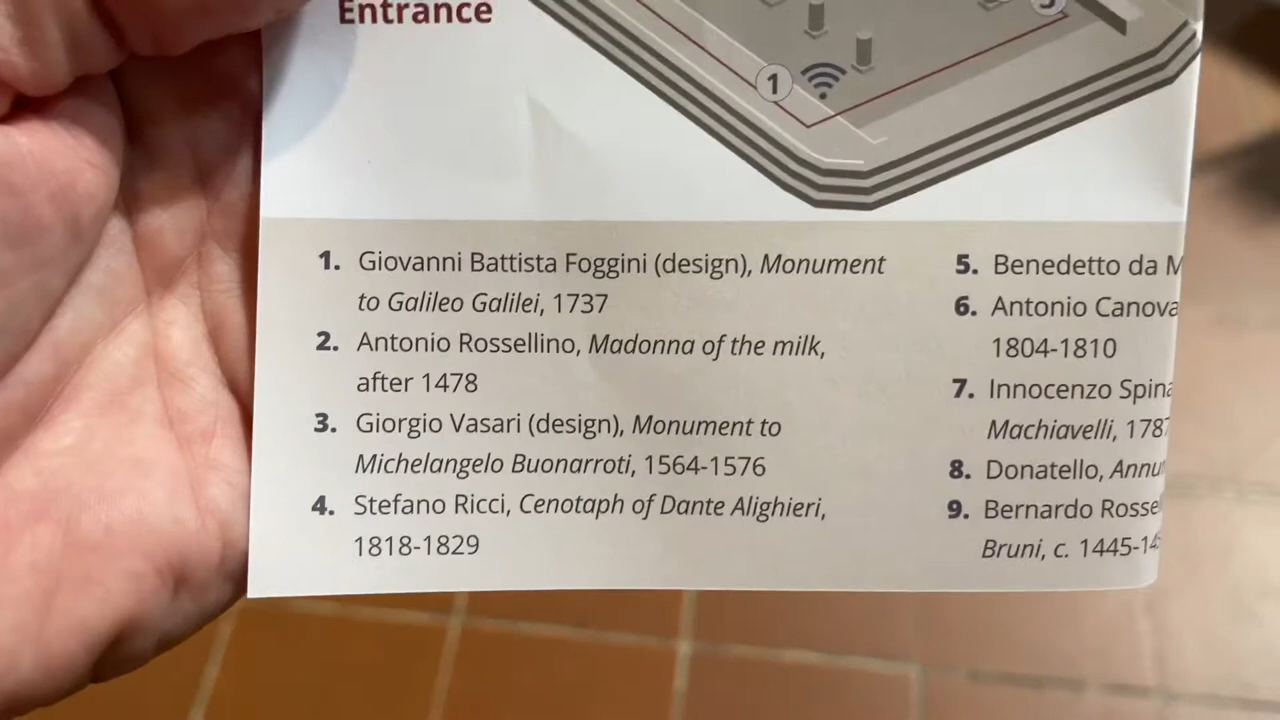 Entrance
1
1. Giovanni Battista Foggini (design), Monument
to Galileo Galilei, 1737
2. Antonio Rossellino, Madonna of the milk,
after 1478
3. Giorgio Vasari (design), Monument to
Michelangelo Buonarroti, 1564-1576
4. Stefano Ricci, Cenotaph of Dante Alighieri,
1818-1829
5. Benedetto da
6. Antonio Canova
1804-1810
7. Innocenzo
Machiavelli,
8. Donatello,
9. Bernardo
Bruni, c.